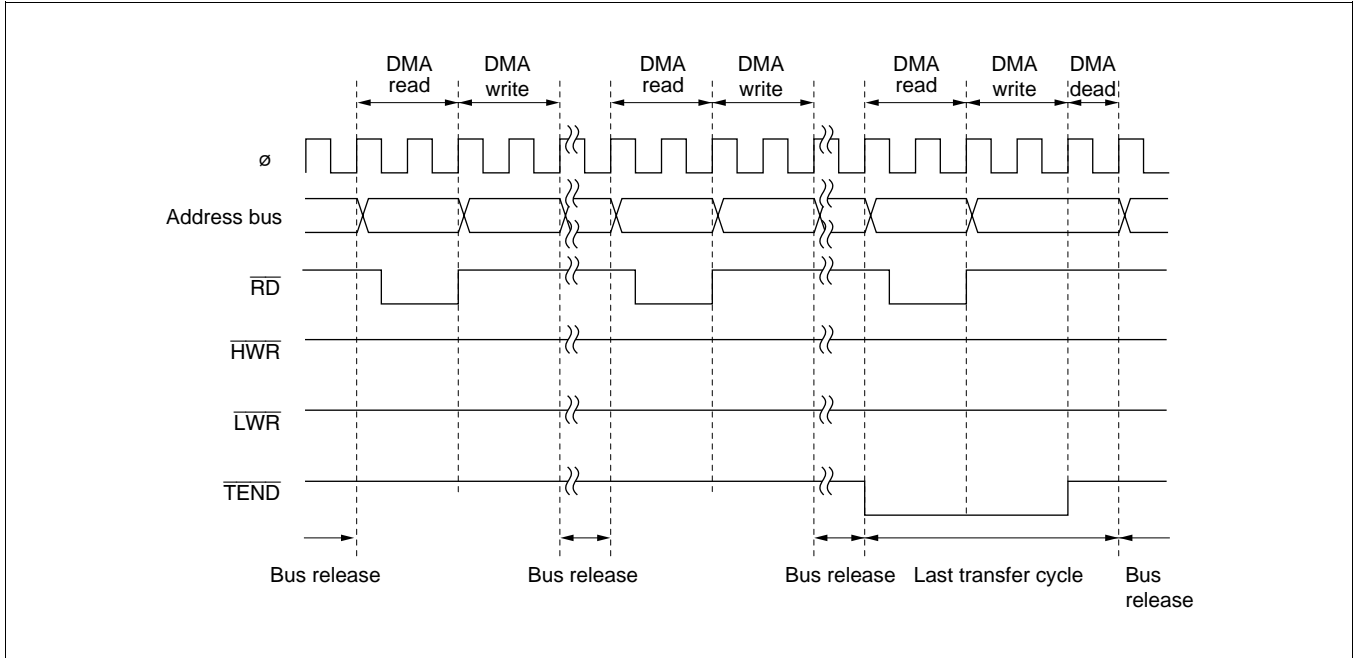 DMA read
DMA write
DMA read
DMA write
DMA read
DMA write
DMA dead
ø
Address bus
RD
HWR
LWR
TEND
Bus release
Bus release
Bus release
Last transfer cycle
Bus release